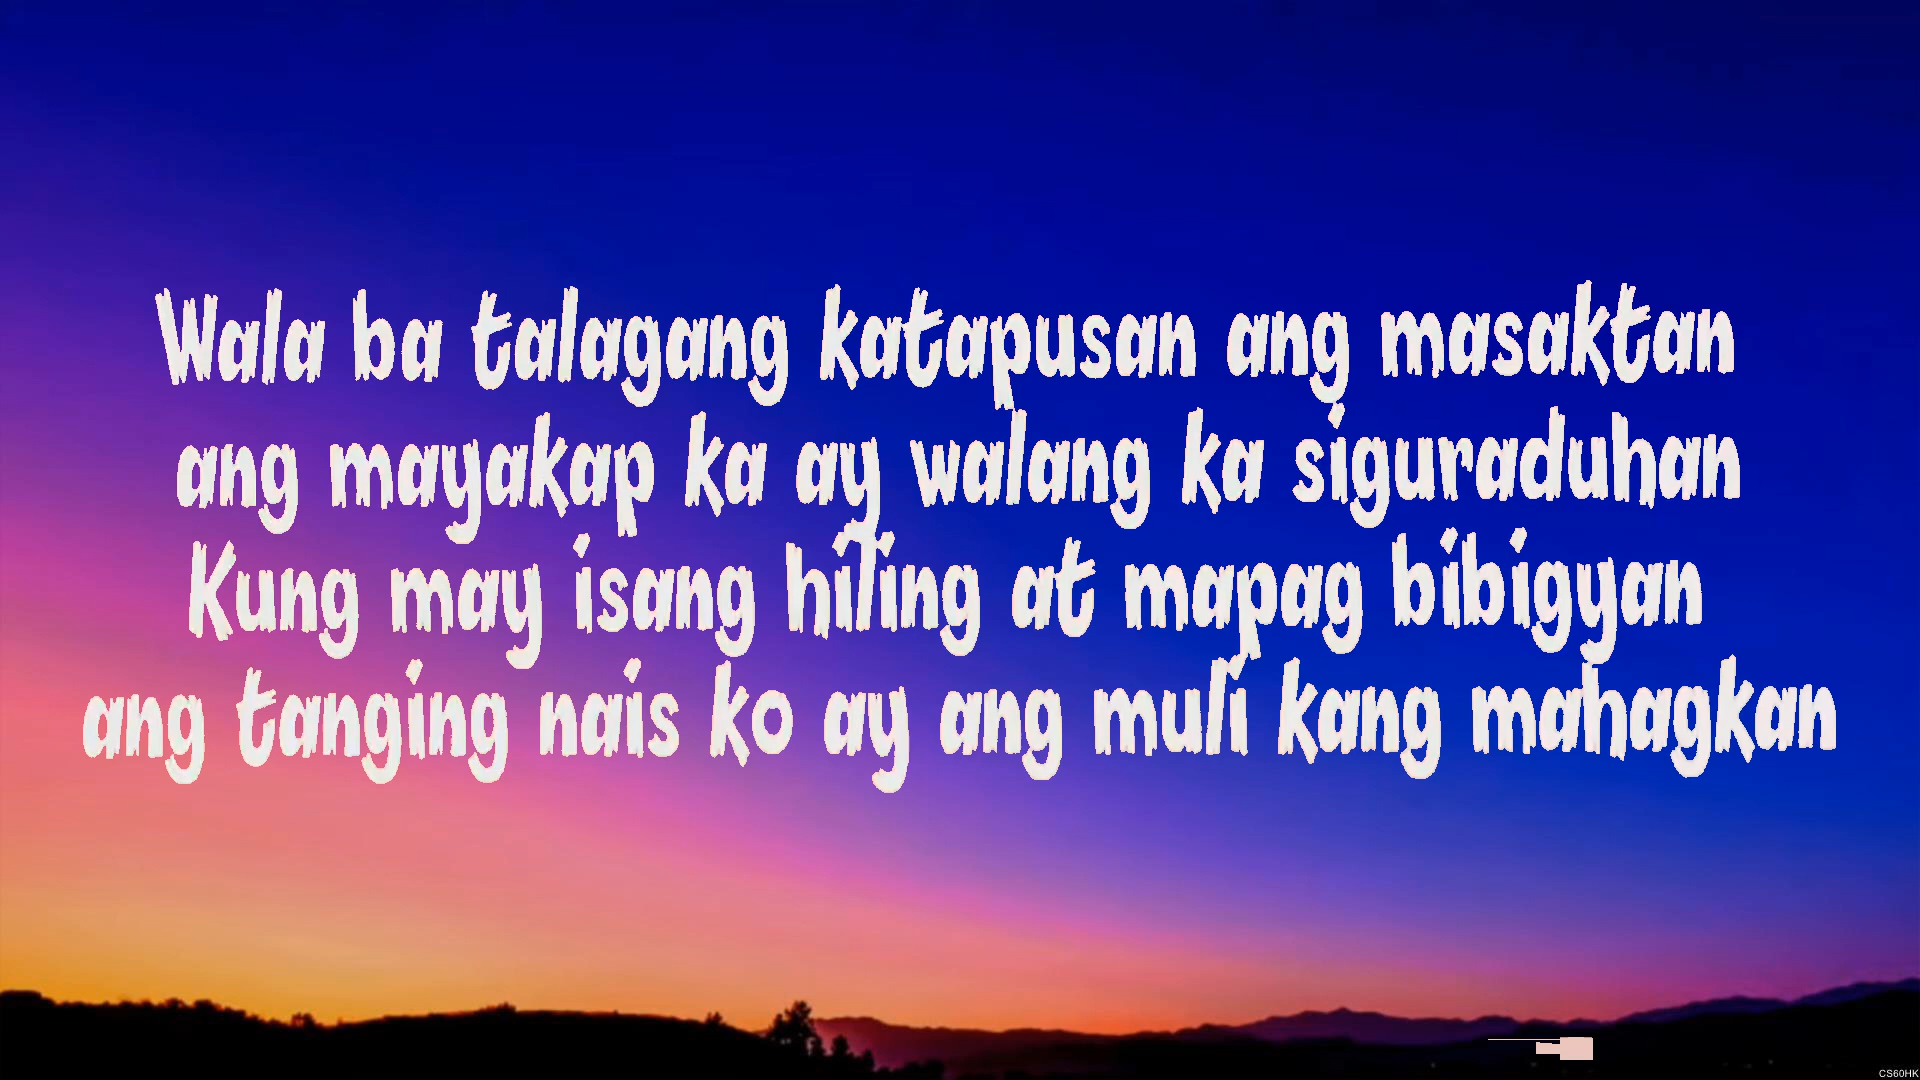 Wala ba talagang katapusan ang masaktan
ang mayakap ka ay walang ka siguraduhan
Kung may isang hiling at mapag bibigyan
ang tanging nais ko ay ang muli kang mahagkan
CS60HK